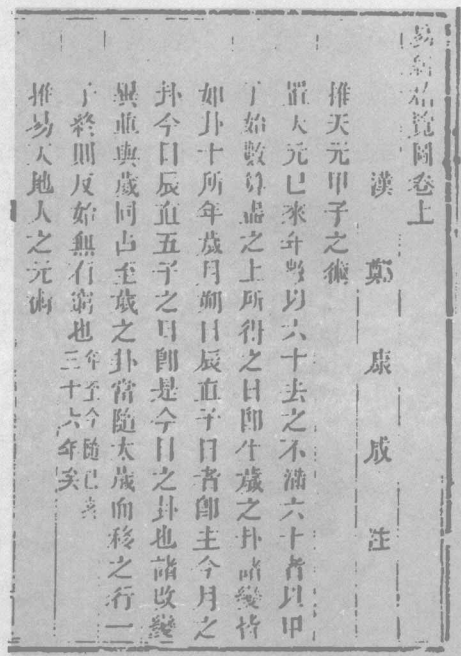 易緯稽覽圖卷上
漢 鄭 康 成 注
推天元甲子之術
置天元已來年數以六十去之不滿六十者以甲
子始數算盡之上所得之日即生歲之卦諸變皆
如卦十所年歲月朔日辰直子日者即主今月之
卦今日辰直五子之日即是今日之卦也諸改變
異並與歲同占至歲之卦當隨太歲而移之行一
子終則反始無有窮也年至今隨已亥三十六年矣
推易天地人之元術